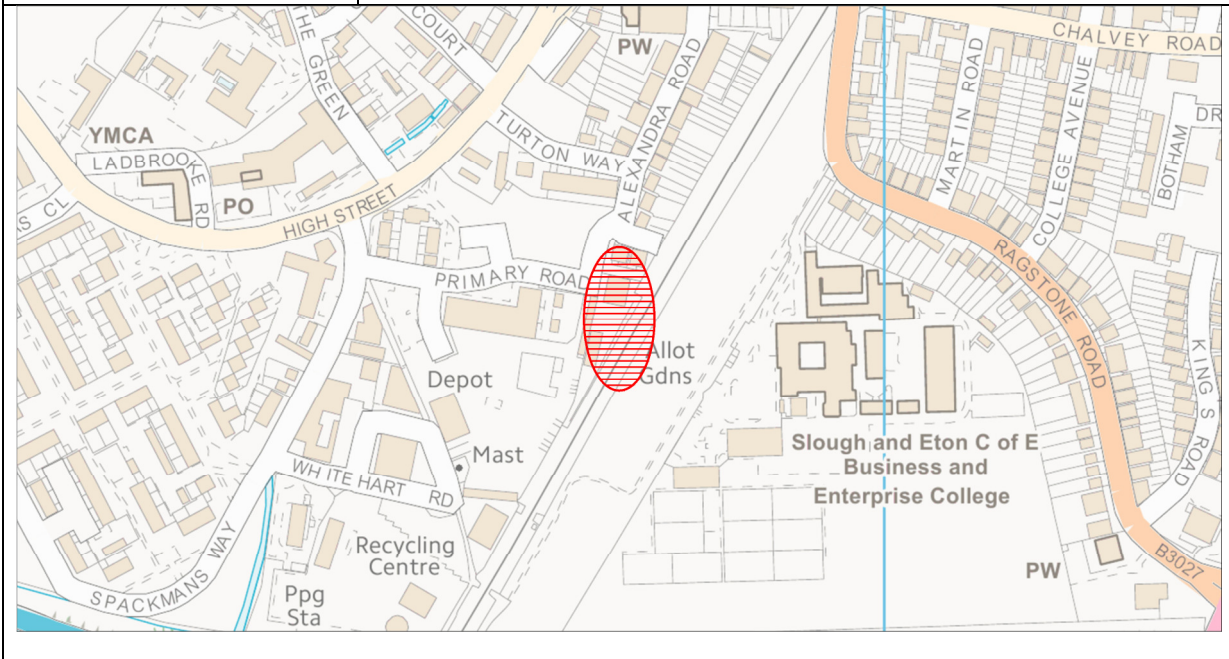 THE GREEN
COURT
PW
ALEXANDRA ROAD
CHALVEY ROAD
MARTIN ROAD
COLLEGE AVENUE
BOTHAM
DR
YMCA
LADBROOKE RD
PO
TURTON WAY
HIGH STREET
S CL
PRIMARY ROAD
RAGSTONE ROAD
KINGS ROAD
Allot
Gdns
Depot
Mast
WHITE HART RD
Slough and Eton C of E
Business and
Enterprise College
Recycling
Centre
SPACKMANS WAY
Ppg
Sta
PW
B3027